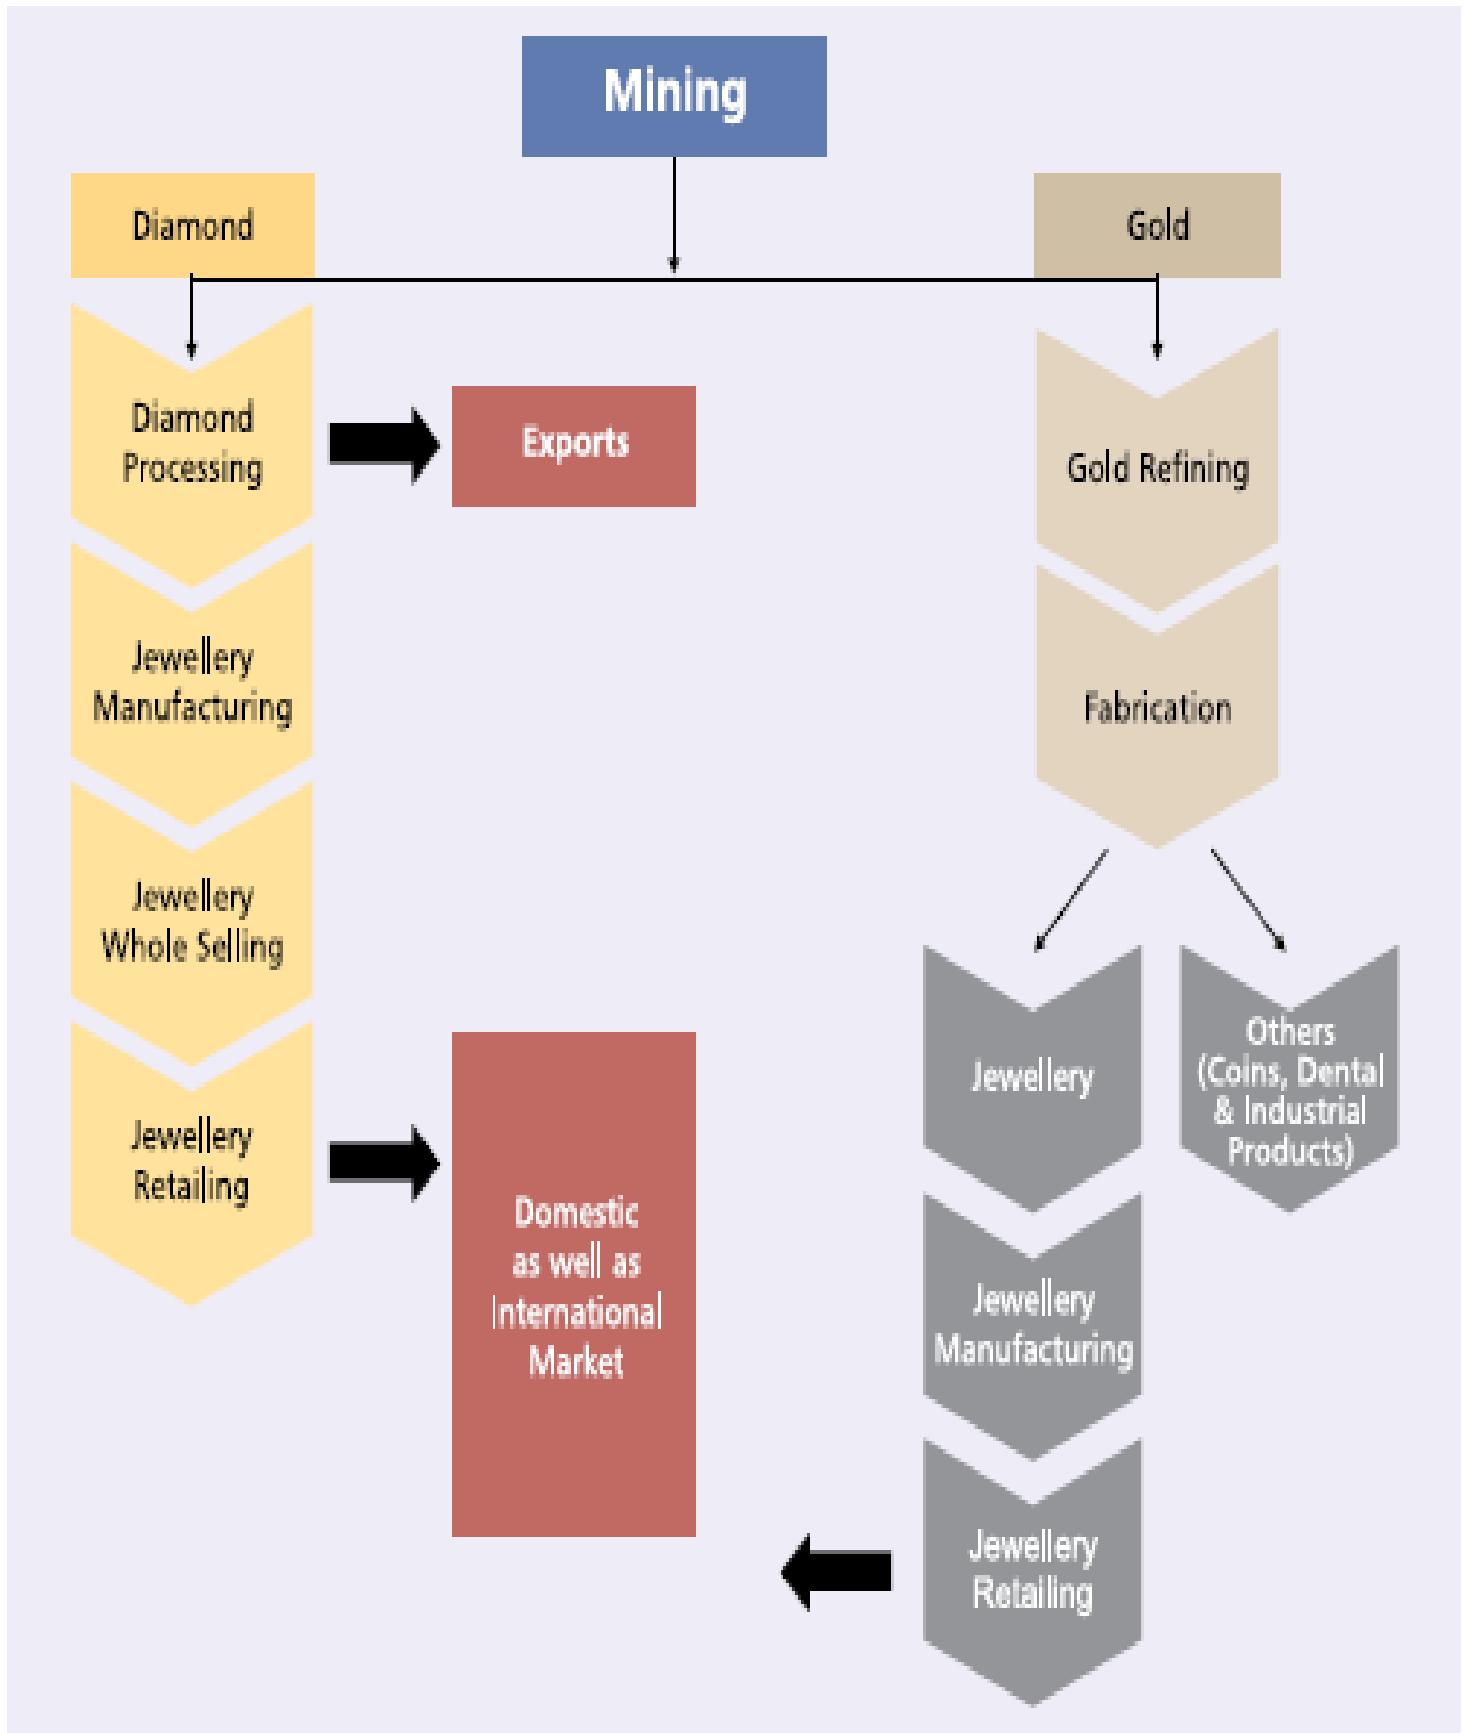 Mining
Diamond
Gold
Diamond
Processing
Exports
Gold Refining
Jewellery
Manufacturing
Fabrication
Jewellery
Whole Selling
Jewellery
Retailing
Domestic
as well as
International
Market
Jewellery
Others
(Coins, Dental
& Industrial
Products)
Jewellery
Manufacturing
Jewellery
Retailing